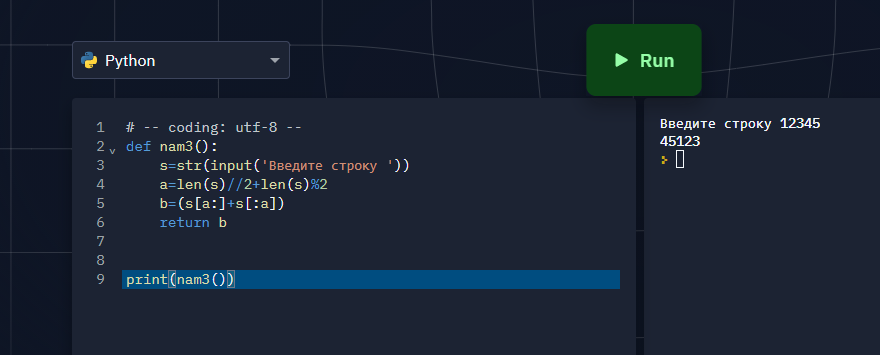 Python
Run
1 # -- coding: utf-8 --
2 def nam3():
3     s=str(input('Введите строку '))
4     a=len(s)//2+len(s)%2
5     b=(s[a:]+s[:a])
6     return b
7
8
9 print(nam3())
Введите строку 12345
45123